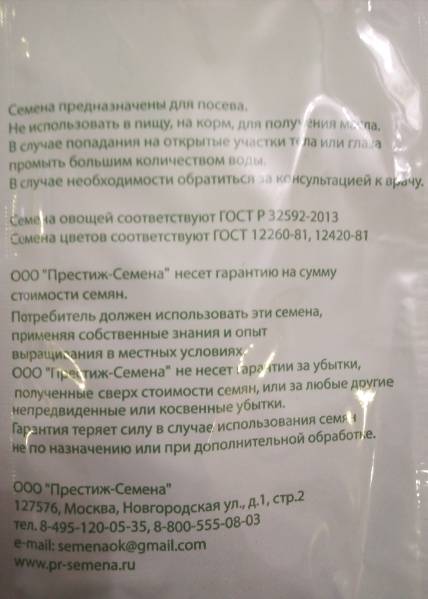 Семена предназначены для посева.
Не использовать в пищу, на корм, для получения масла.
В случае попадания на открытые участки тела или глаза
промыть большим количеством воды.
В случае необходимости обратиться за консультацией к врачу.
Семена овощей соответствуют ГОСТ Р 32592-2013
Семена цветов соответствуют ГОСТ 12260-81, 12420-81
ООО "Престиж-Семена" несет гарантию на сумму
стоимости семян.
Потребитель должен использовать эти семена,
применяя собственные знания и опыт
выращивания в местных условиях.
ООО "Престиж-Семена" не несет гарантии за убытки,
полученные сверх стоимости семян, или за любые другие
непредвиденные или косвенные убытки.
Гарантия теряет силу в случае использования семян
не по назначению или при дополнительной обработке.
ООО "Престиж-Семена"
127576, Москва, Новгородская ул., д.1, стр.2
тел. 8-495-120-05-35, 8-800-555-08-03
e-mail: semenaok@gmail.com
www.pr-semena.ru